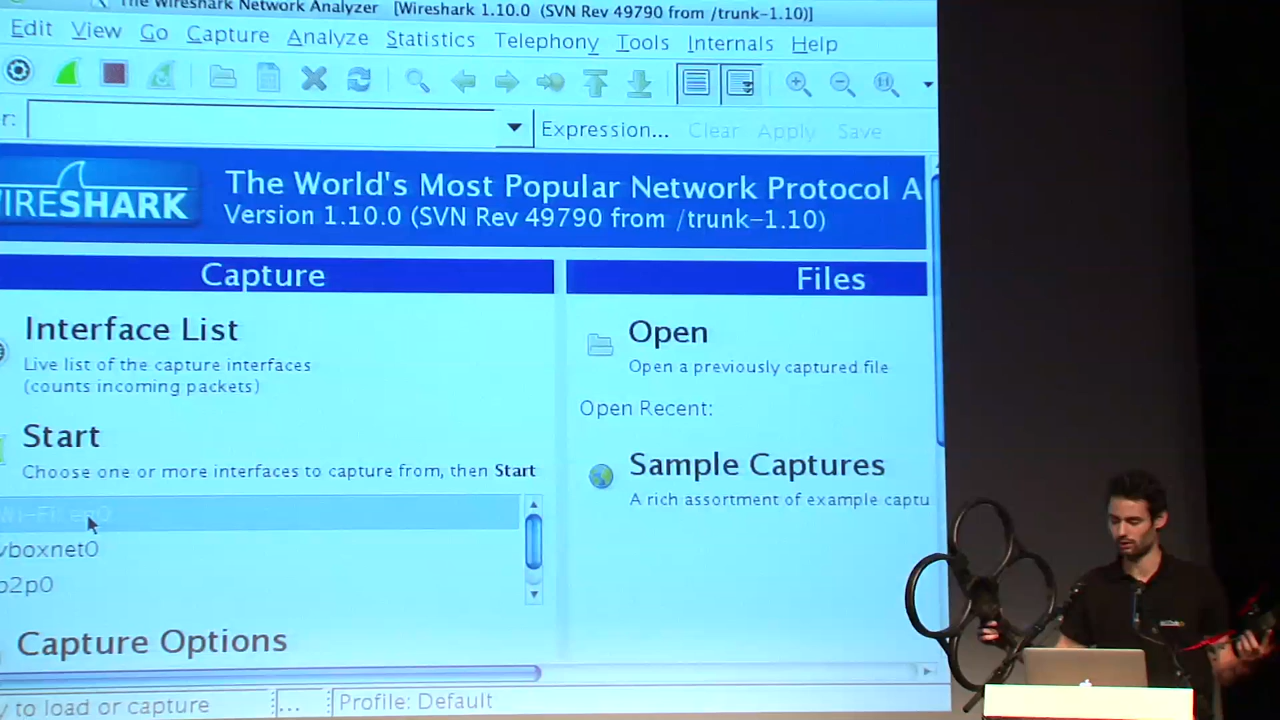 The Wireshark Network Analyzer [Wireshark 1.10.0 (SVN Rev 49790 from /trunk-1.10)]
Edit View Go Capture Analyze Statistics Telephony Tools Internals Help
r: Expression... Clear Apply Save
WIRESHARK
The World's Most Popular Network Protocol A
Version 1.10.0 (SVN Rev 49790 from /trunk-1.10)
Capture
Files
Interface List
Live list of the capture interfaces
(counts incoming packets)
Start
Choose one or more interfaces to capture from, then Start
Wi-Fi: en0
vboxnet0
p2p0
Capture Options
Open
Open a previously captured file
Open Recent:
Sample Captures
A rich assortment of example captu
y to load or capture ... Profile: Default